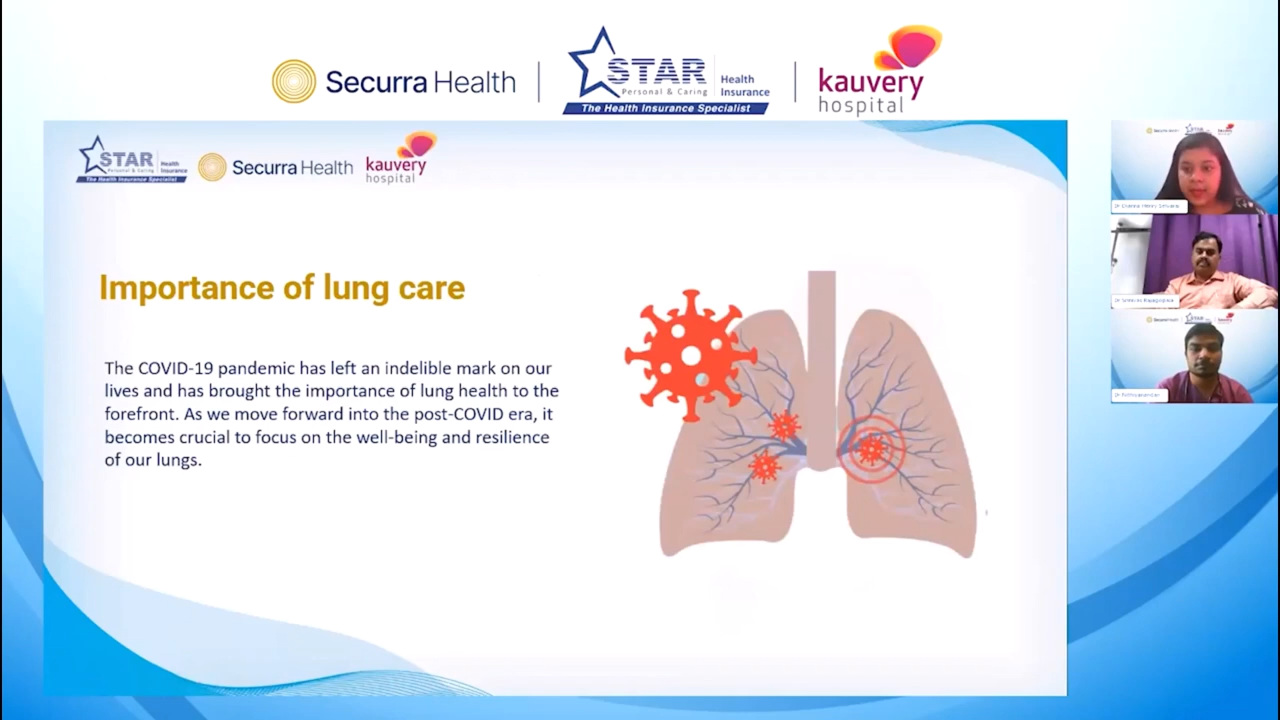 Securra Health
STAR
Health
Insurance
Personal & Caring
The Health Insurance Specialist
kauvery
hospital
STAR
Health
Insurance
Personal & Caring
The Health Insurance Specialist
Securra Health
kauvery
hospital
Importance of lung care
The COVID-19 pandemic has left an indelible mark on our
lives and has brought the importance of lung health to the
forefront. As we move forward into the post-COVID era, it
becomes crucial to focus on the well-being and resilience
of our lungs.